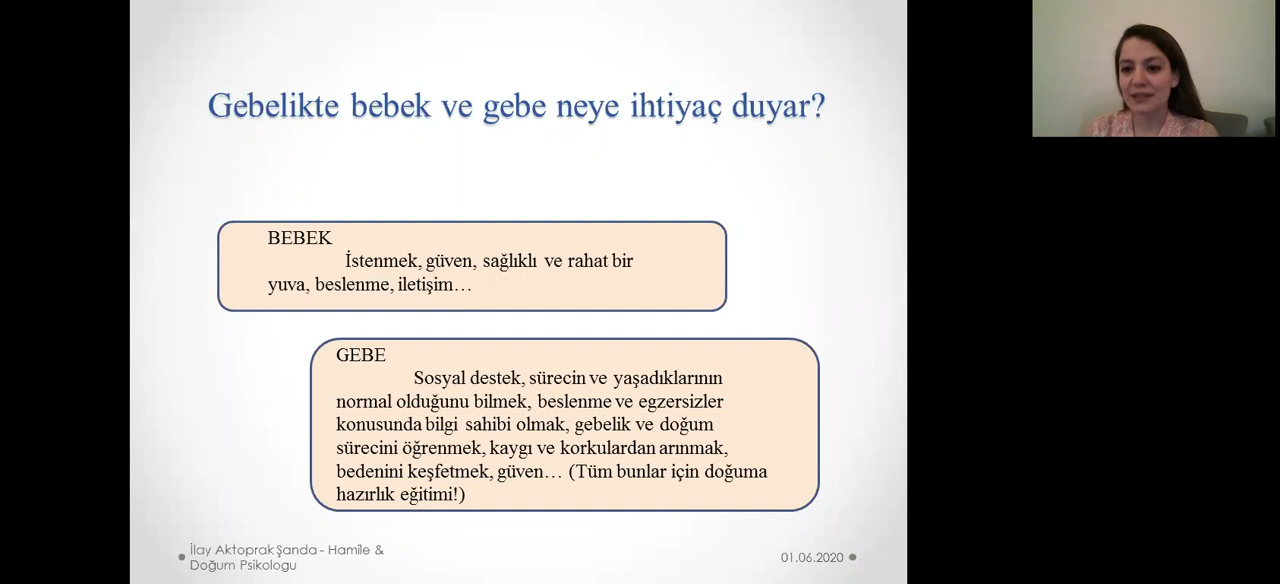 Gebelikte bebek ve gebe neye ihtiyaç duyar?
BEBEK
İstenmek, güven, sağlıklı ve rahat bir
yuva, beslenme, iletişim…
GEBE
Sosyal destek, sürecin ve yaşadıklarının
normal olduğunu bilmek, beslenme ve egzersizler
konusunda bilgi sahibi olmak, gebelik ve doğum
sürecini öğrenmek, kaygı ve korkulardan arınmak,
bedenini keşfetmek, güven… (Tüm bunlar için doğuma
hazırlık eğitimi!)
İlay Aktoprak Şanda - Hamile &
Doğum Psikologu
01.06.2020